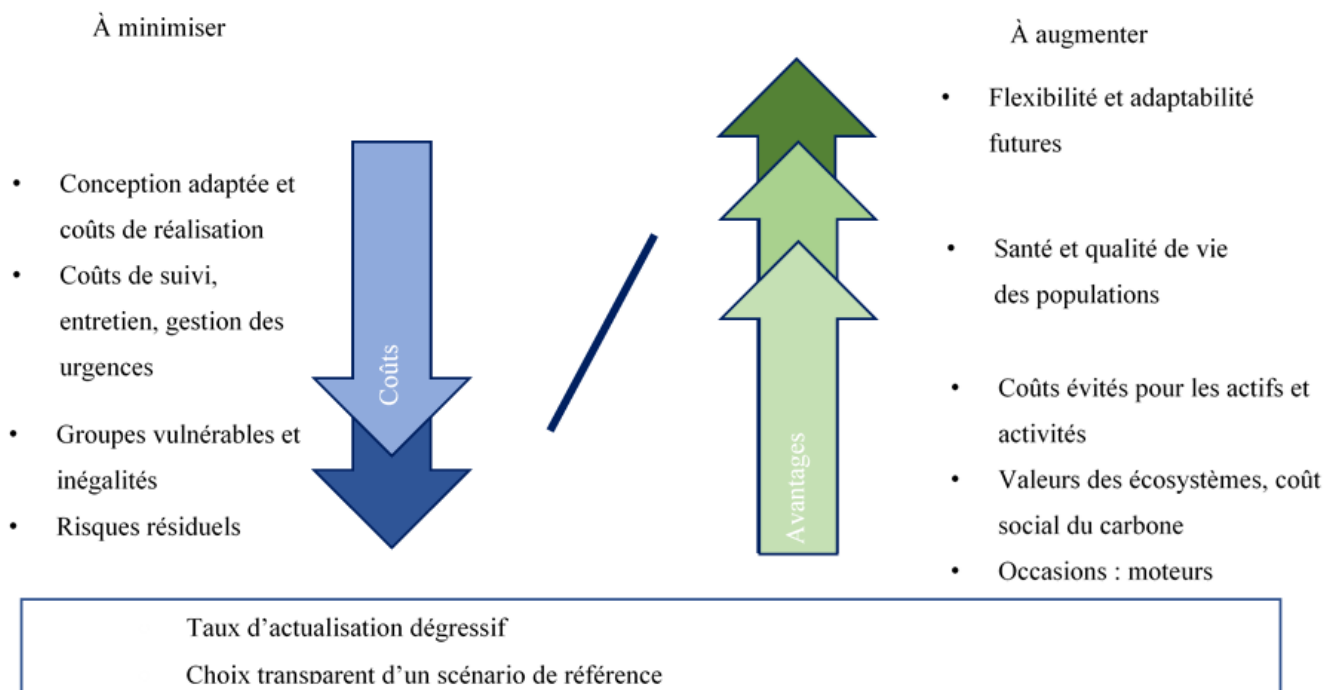 À minimiser
• Conception adaptée et
coûts de réalisation
• Coûts de suivi,
entretien, gestion des
urgences
• Groupes vulnérables et
inégalités
• Risques résiduels
Coûts
Avantages
À augmenter
• Flexibilité et adaptabilité
futures
• Santé et qualité de vie
des populations
• Coûts évités pour les actifs et
activités
• Valeurs des écosystèmes, coût
social du carbone
• Occasions : moteurs
Taux d’actualisation dégressif
Choix transparent d’un scénario de référence